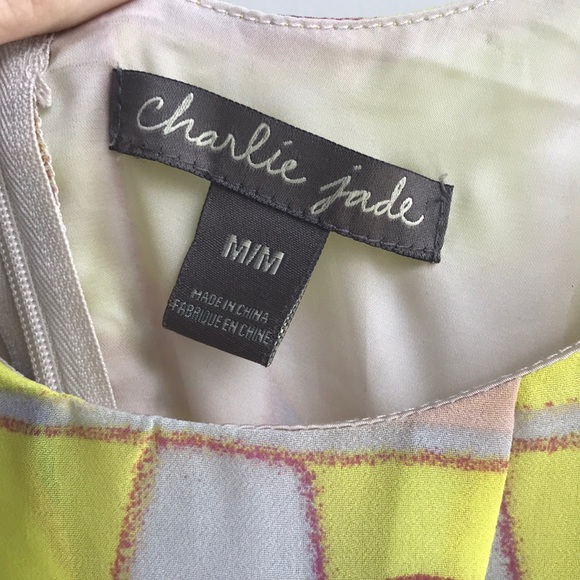 charlie jade
M/M
MADE IN CHINA
FABRIQUE EN CHINE